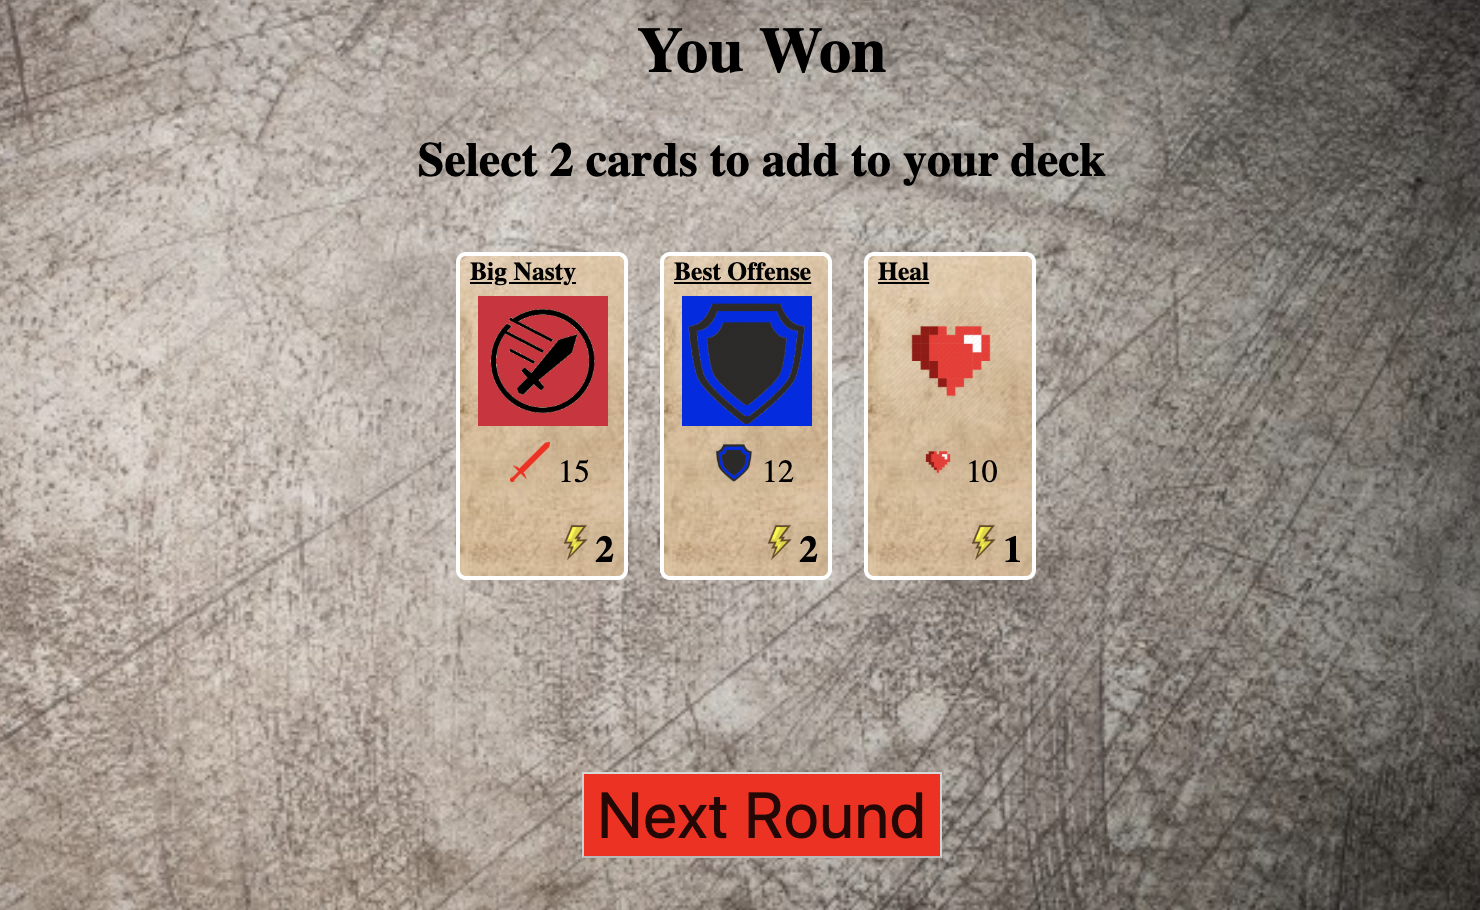 You Won
Select 2 cards to add to your deck
Big Nasty
15
2
Best Offense
12
2
Heal
10
1
Next Round